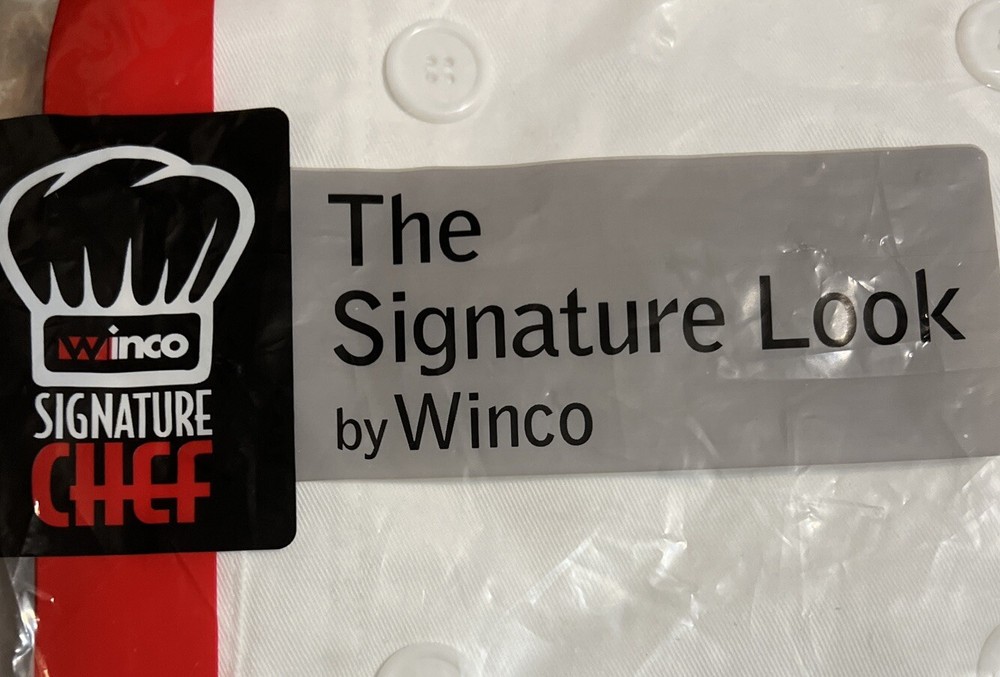 winco
SIGNATURE
CHEF
The
Signature Look
by Winco